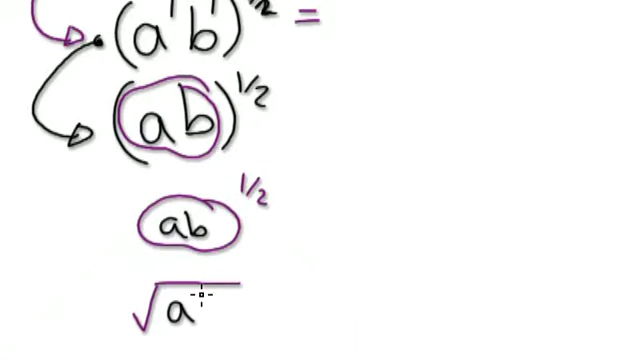 (a¹b¹)^1/2 =
(ab)^1/2
ab^1/2
√a